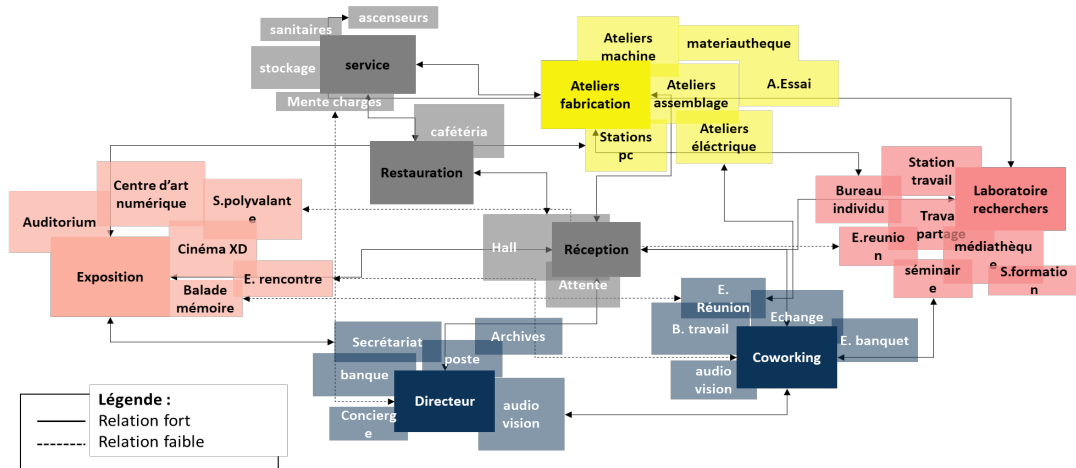 ascenseurs
sanitaires
service
stockage
Mente charges
Ateliers
machine
materiautheque
Ateliers
fabrication
Ateliers
assemblage
A.Essai
cafétéria
Stations
pc
Ateliers
éléctrique
Restauration
Centre d'art
numérique
S.polyvalant
e
Auditorium
Cinéma XD
Exposition
E. rencontre
Balade
mémoire
Hall
Réception
Attente
Station
travail
Bureau
individu
Laboratoire
recherchers
Trava
partage
E.reunio
n
médiathèqu
e
séminair
e
S.formatio
n
E.
Réunion
Echange
B. travail
E. banquet
Coworking
audio
vision
Secrétariat
Archives
poste
banque
Directeur
Concierg
e
audio
vision
Légende :
Relation fort
Relation faible